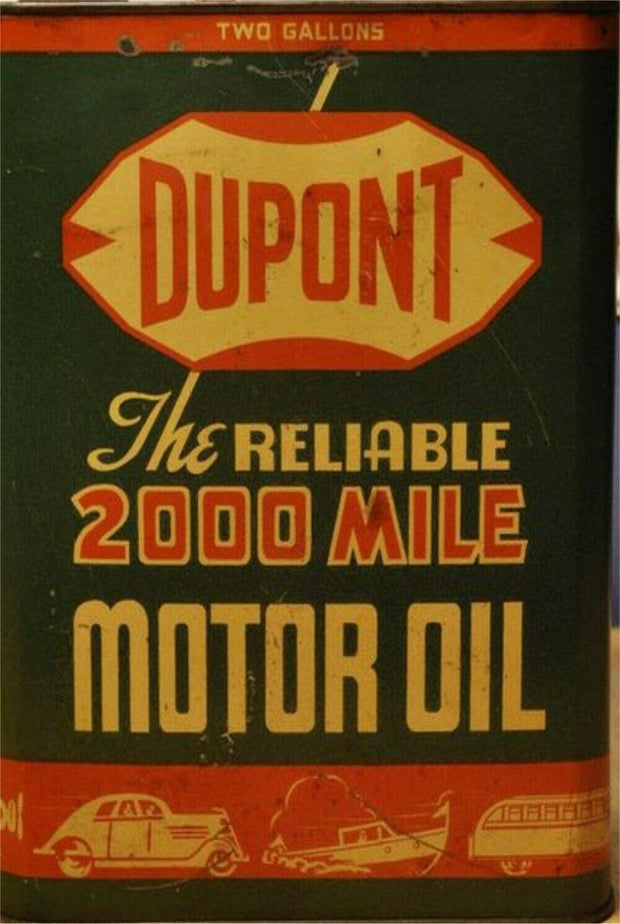 TWO GALLONS
DUPONT
The RELIABLE
2000 MILE
MOTOR OIL